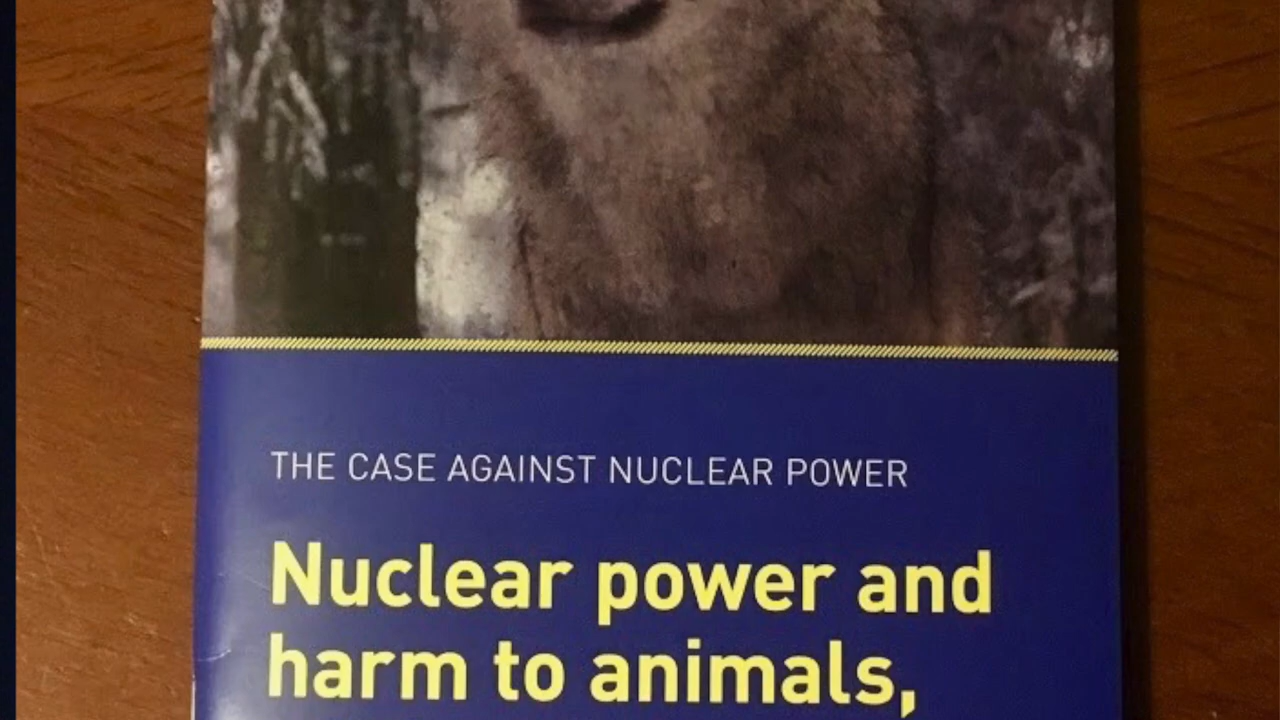 THE CASE AGAINST NUCLEAR POWER
Nuclear power and
harm to animals,